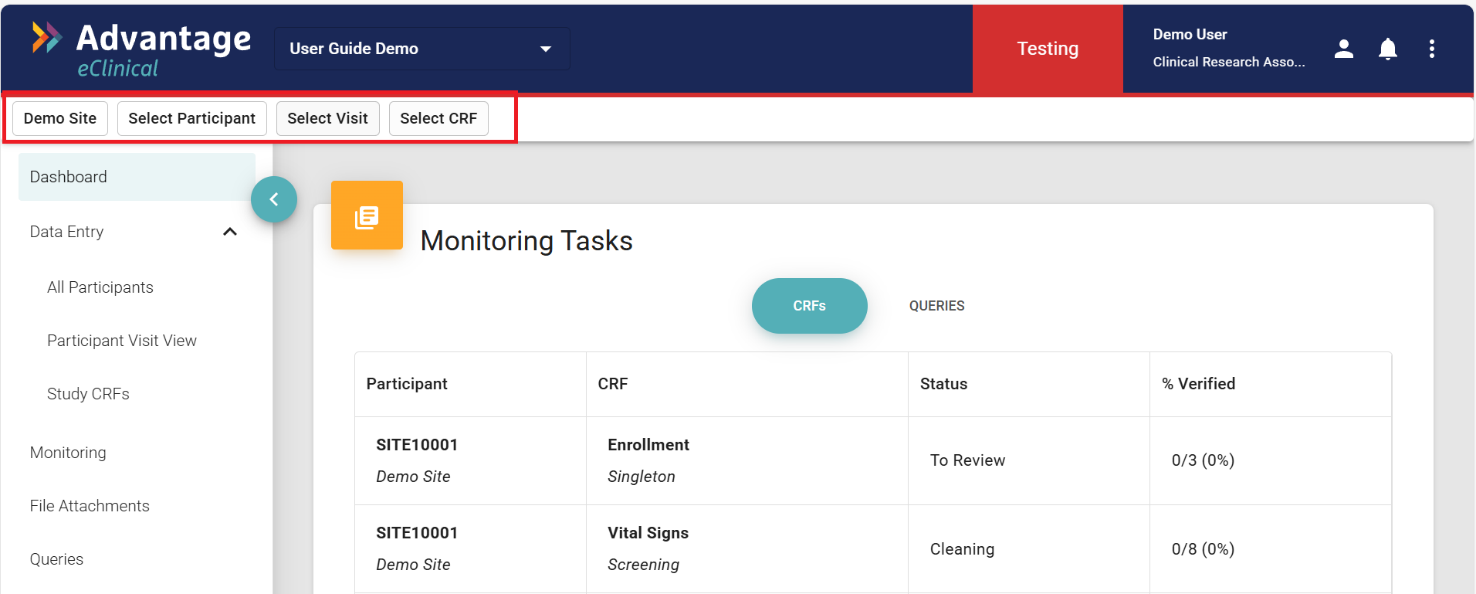 Advantage
eClinical
User Guide Demo
Testing
Demo User
Clinical Research Asso...
Demo Site
Select Participant
Select Visit
Select CRF
Dashboard
Data Entry
All Participants
Participant Visit View
Study CRFs
Monitoring
File Attachments
Queries
Monitoring Tasks
CRFs
QUERIES
Participant
CRF
Status
% Verified
SITE10001
Demo Site
Enrollment
Singleton
To Review
0/3 (0%)
SITE10001
Demo Site
Vital Signs
Screening
Cleaning
0/8 (0%)